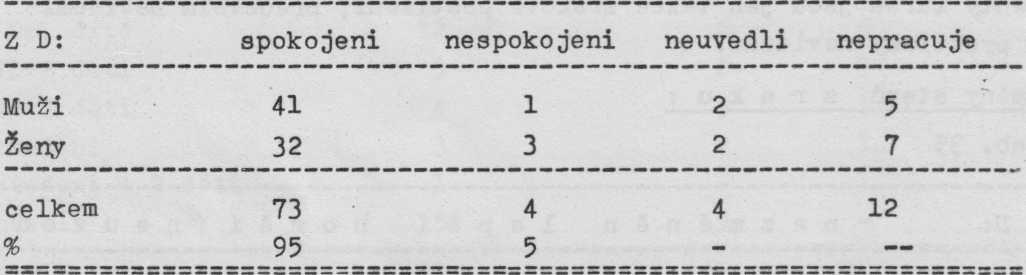 Z D: spokojeni nespokojeni neuvedli nepracuje
Muži 41 1 2 5
Ženy 32 3 2 7
celkem 73 4 4 12
% 95 5 - --